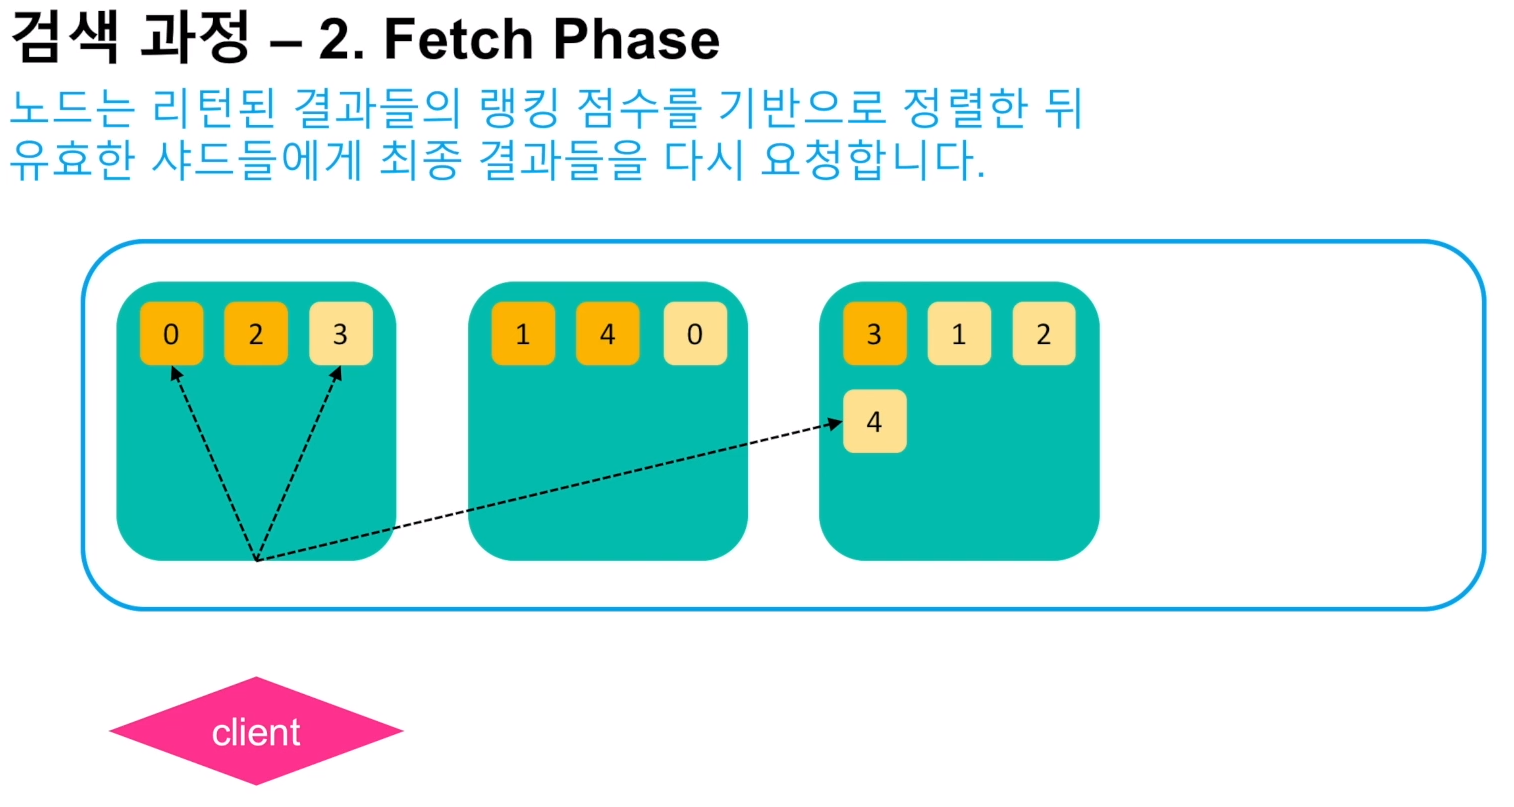 검색 과정 – 2. Fetch Phase
노드는 리턴된 결과들의 랭킹 점수를 기반으로 정렬한 뒤
유효한 샤드들에게 최종 결과들을 다시 요청합니다.
0 2 3
1 4 0
3 1 2
4
client